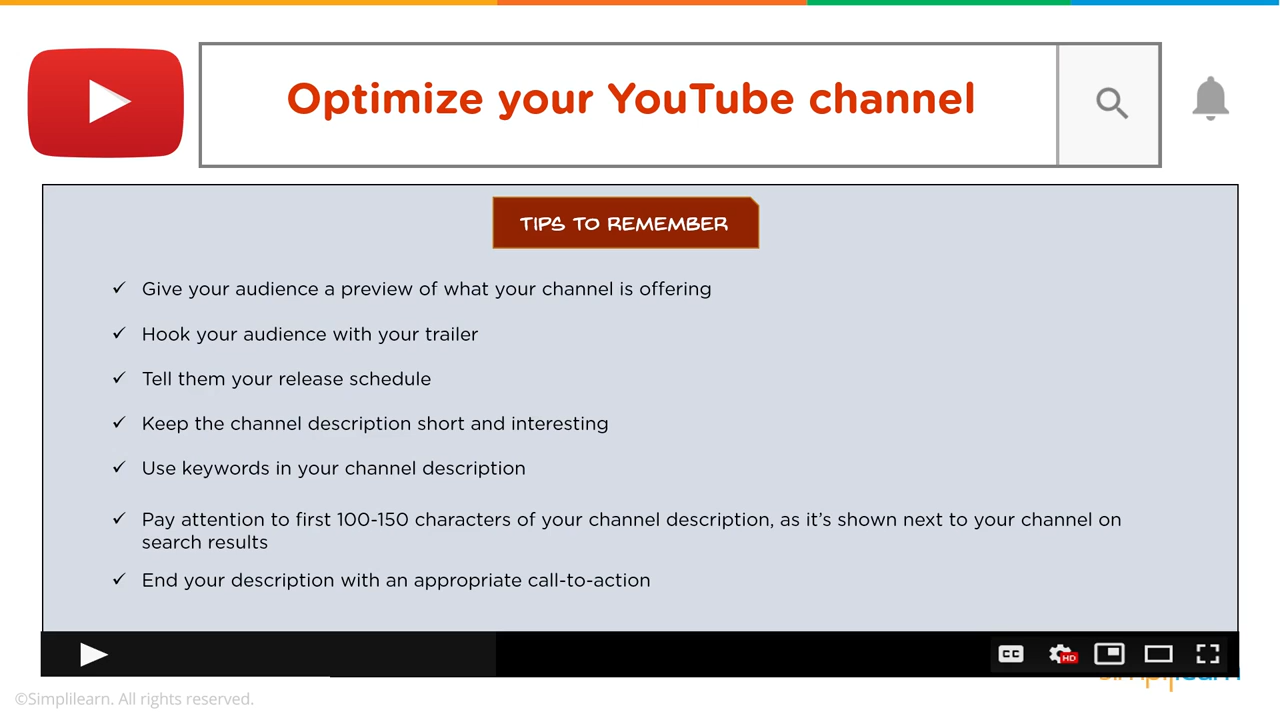 Optimize your YouTube channel
TIPS TO REMEMBER
✓ Give your audience a preview of what your channel is offering
✓ Hook your audience with your trailer
✓ Tell them your release schedule
✓ Keep the channel description short and interesting
✓ Use keywords in your channel description
✓ Pay attention to first 100-150 characters of your channel description, as it’s shown next to your channel on
search results
✓ End your description with an appropriate call-to-action
CC HD
©Simplilearn. All rights reserved.